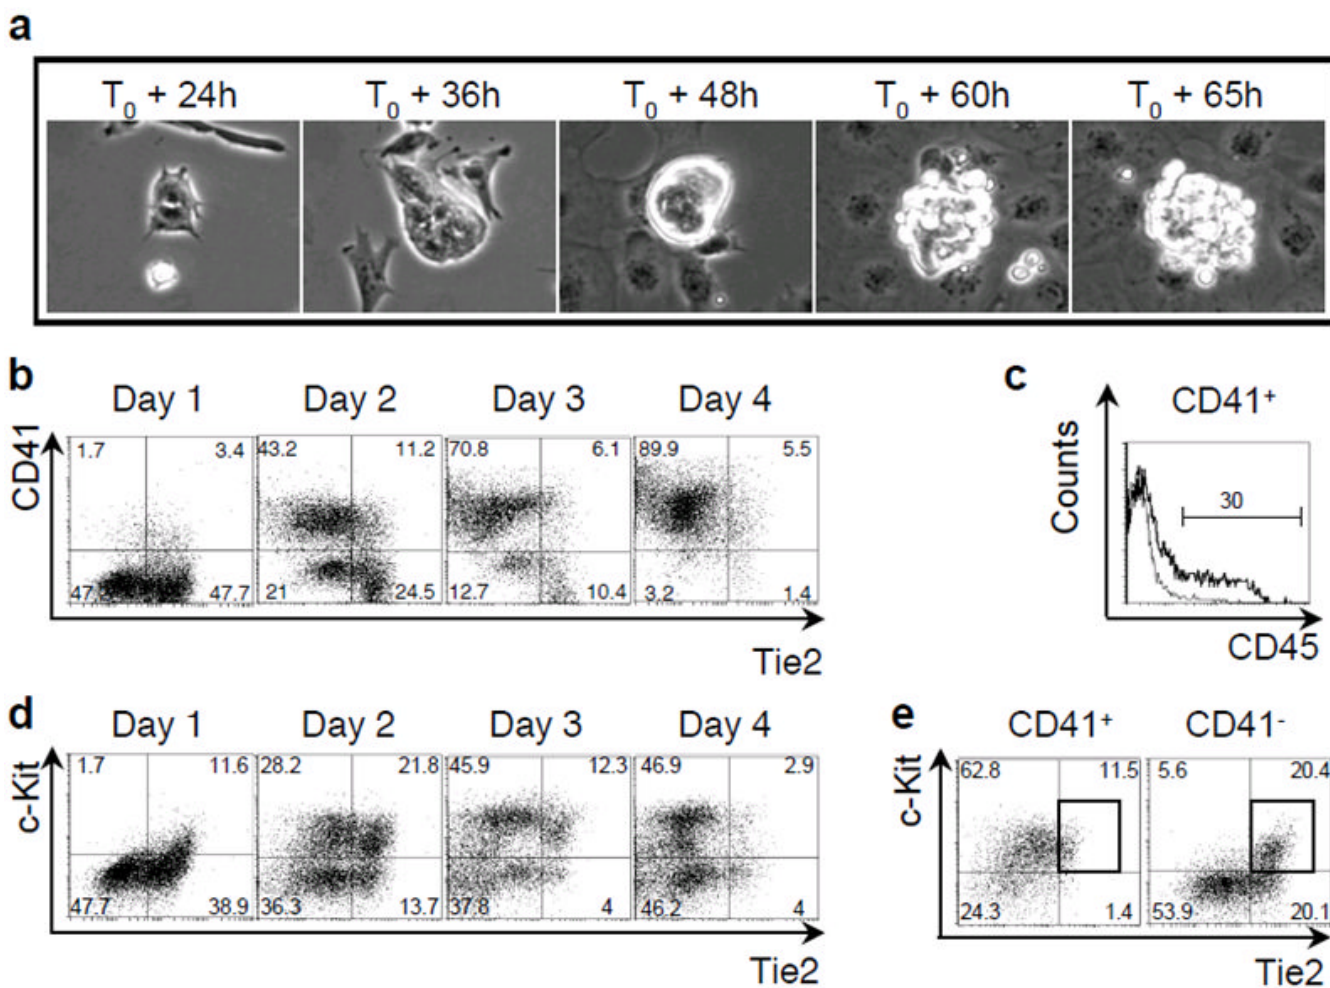 a
T0 + 24h T0 + 36h T0 + 48h T0 + 60h T0 + 65h
b
Day 1 Day 2 Day 3 Day 4
CD41
1.7 3.4 43.2 11.2 70.8 6.1 89.9 5.5
47.7 21 24.5 12.7 10.4 3.2 1.4
Tie2
c
CD41+
Counts
30
CD45
d
Day 1 Day 2 Day 3 Day 4
c-Kit
1.7 11.6 28.2 21.8 45.9 12.3 46.9 2.9
47.7 38.9 36.3 13.7 37.8 4 46.2 4
Tie2
e
CD41+ CD41-
c-Kit
62.8 11.5 5.6 20.4
24.3 1.4 53.9 20.1
Tie2